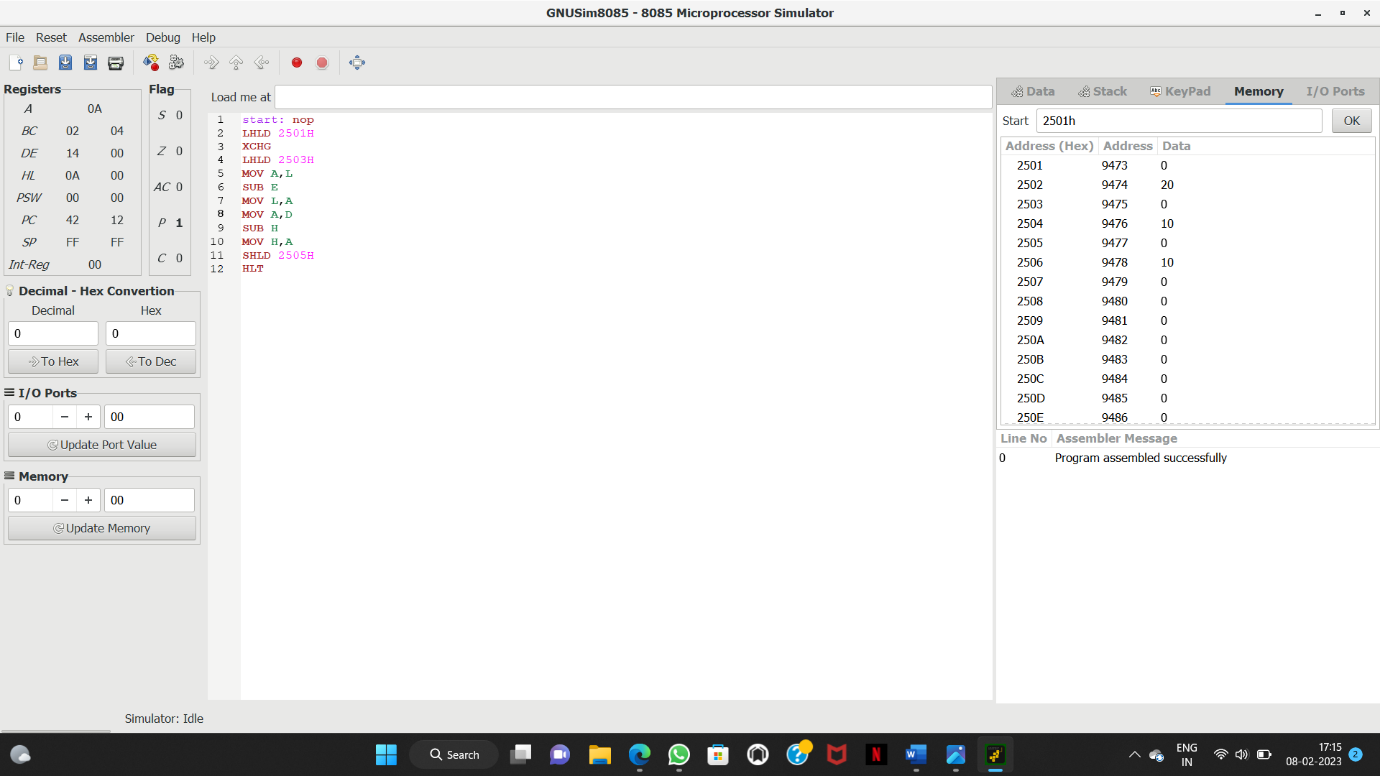 GNUSim8085 - 8085 Microprocessor Simulator
File Reset Assembler Debug Help
Registers
A 0A
BC 02 04
DE 14 00
HL 0A 00
PSW 00 00
PC 42 12
SP FF FF
Int-Reg 00
Flag
S 0
Z 0
AC 0
P 1
C 0
Decimal - Hex Convertion
Decimal Hex
0 0
To Hex To Dec
I/O Ports
0 − + 00
Update Port Value
Memory
0 − + 00
Update Memory
Load me at
1 start: nop
2 LHLD 2501H
3 XCHG
4 LHLD 2503H
5 MOV A,L
6 SUB E
7 MOV L,A
8 MOV A,D
9 SUB H
10 MOV H,A
11 SHLD 2505H
12 HLT
Data Stack Abc KeyPad Memory I/O Ports
Start 2501h OK
Address (Hex) Address Data
2501 9473 0
2502 9474 20
2503 9475 0
2504 9476 10
2505 9477 0
2506 9478 10
2507 9479 0
2508 9480 0
2509 9481 0
250A 9482 0
250B 9483 0
250C 9484 0
250D 9485 0
250E 9486 0
Line No Assembler Message
0 Program assembled successfully
Simulator: Idle
Search
ENG
IN
17:15
08-02-2023
2